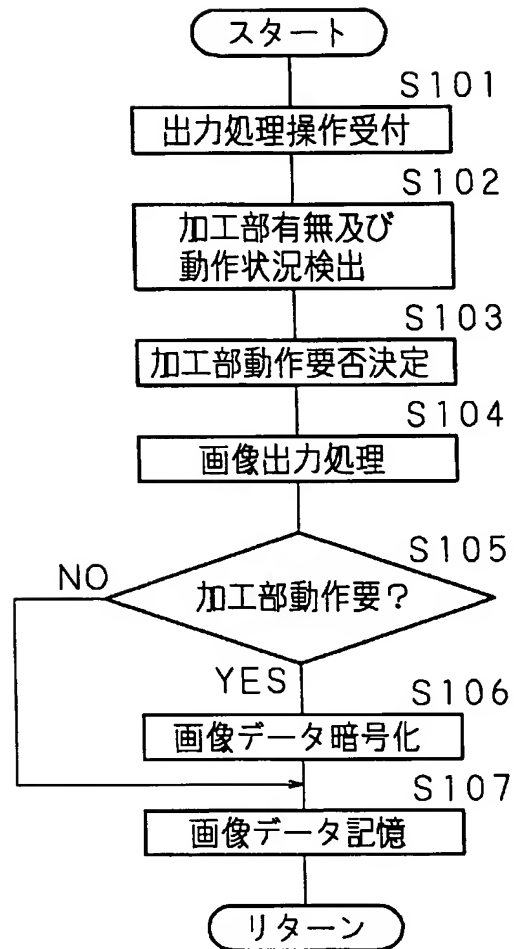 スタート
S101
出力処理操作受付
S102
加工部有無及び
動作状況検出
S103
加工部動作要否決定
S104
画像出力処理
S105
NO
加工部動作要？
YES
S106
画像データ暗号化
S107
画像データ記憶
リターン